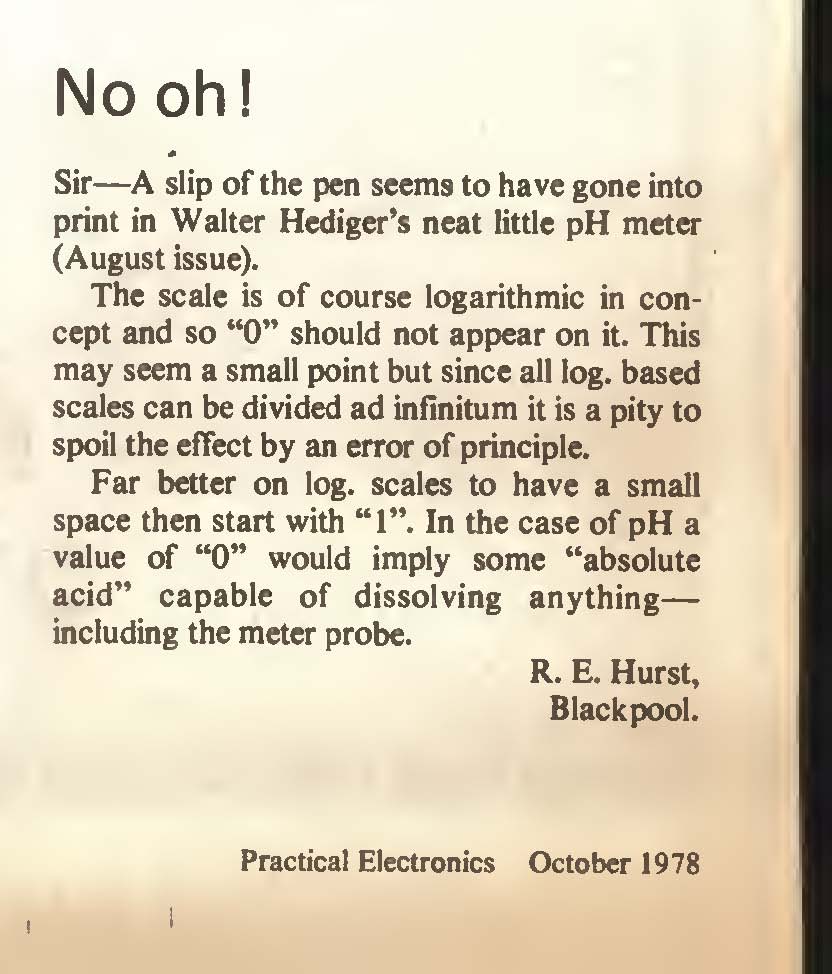 No oh!
Sir—A slip of the pen seems to have gone into
print in Walter Hediger's neat little pH meter
(August issue).
The scale is of course logarithmic in con-
cept and so “0” should not appear on it. This
may seem a small point but since all log. based
scales can be divided ad infinitum it is a pity to
spoil the effect by an error of principle.
Far better on log. scales to have a small
space then start with “1”. In the case of pH a
value of “0” would imply some “absolute
acid” capable of dissolving anything—
including the meter probe.
R. E. Hurst,
Blackpool.
Practical Electronics October 1978